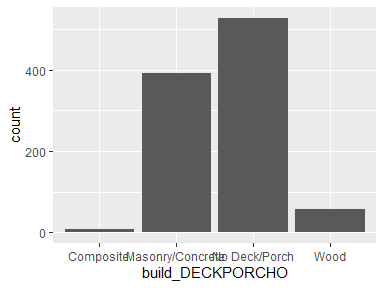 count
400
200
0
Composite Masonry/Concrete No Deck/Porch Wood
build_DECKPORCHO